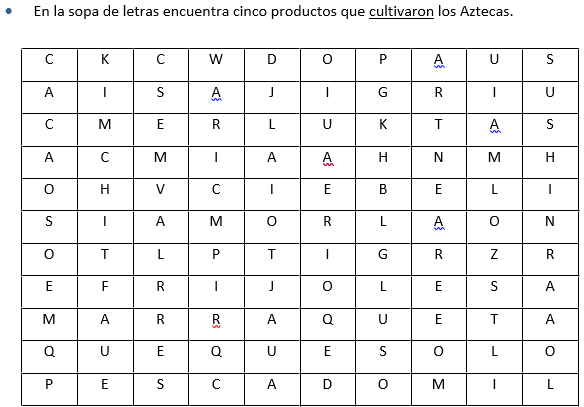 En la sopa de letras encuentra cinco productos que cultivaron los Aztecas.
C K C W D O P A U S
A I S A J I G R I U
C M E R L U K T A S
A C M I A A H N M H
O H V C I E B E L I
S I A M O R L A O N
O T L P T I G R Z R
E F R I J O L E S A
M A R R A Q U E T A
Q U E Q U E S O L O
P E S C A D O M I L